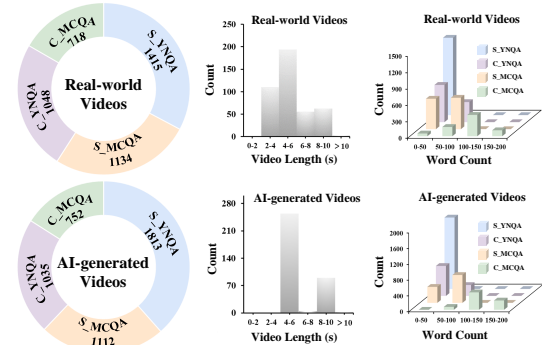 C_MCQA
718
S_YNQA
1415
C_YNQA
1048
S_MCQA
1134
Real-world
Videos
Real-world Videos
Count
250
200
150
100
50
0
0-2 2-4 4-6 6-8 8-10 > 10
Video Length (s)
Real-world Videos
1500
1200
900
600
300
0
S_YNQA
C_YNQA
S_MCQA
C_MCQA
0-50 50-100 100-150 150-200
Word Count
C_MCQA
752
S_YNQA
1813
C_YNQA
1035
S_MCQA
1112
AI-generated
Videos
AI-generated Videos
Count
280
210
140
70
0
0-2 2-4 4-6 6-8 8-10 > 10
Video Length (s)
AI-generated Videos
2000
1600
1200
800
400
0
S_YNQA
C_YNQA
S_MCQA
C_MCQA
0-50 50-100 100-150 150-200
Word Count